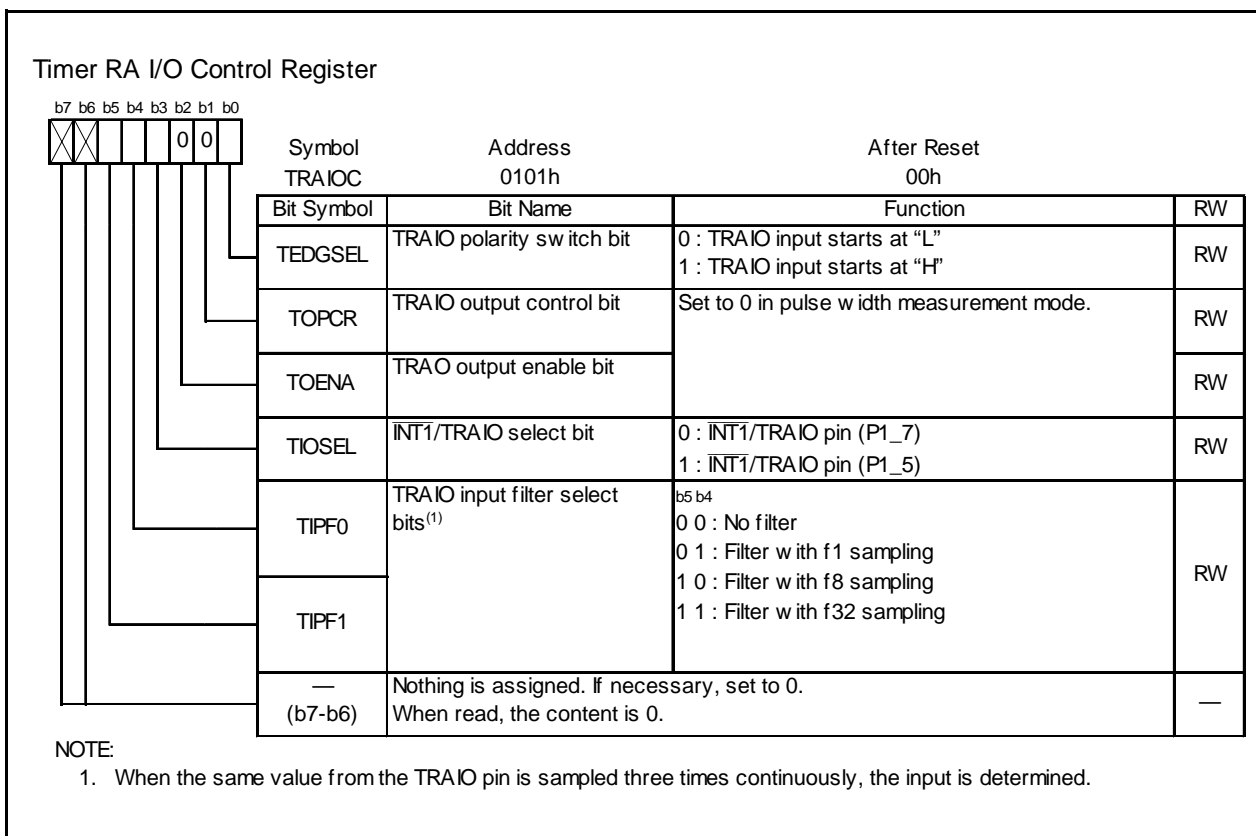 Timer RA I/O Control Register
b7 b6 b5 b4 b3 b2 b1 b0
0 0
Symbol Address After Reset
TRAIOC 0101h 00h
Bit Symbol Bit Name Function RW
TEDGSEL TRAIO polarity switch bit 0 : TRAIO input starts at “L” RW
1 : TRAIO input starts at “H”
TOPCR TRAIO output control bit Set to 0 in pulse width measurement mode. RW
TOENA TRAO output enable bit RW
TIOSEL INT1/TRAIO select bit 0 : INT1/TRAIO pin (P1_7) RW
1 : INT1/TRAIO pin (P1_5)
TIPF0 TRAIO input filter select b5 b4
bits(1) 0 0 : No filter
0 1 : Filter with f1 sampling
1 0 : Filter with f8 sampling RW
TIPF1 1 1 : Filter with f32 sampling
— Nothing is assigned. If necessary, set to 0. —
(b7-b6) When read, the content is 0.
NOTE:
1. When the same value from the TRAIO pin is sampled three times continuously, the input is determined.